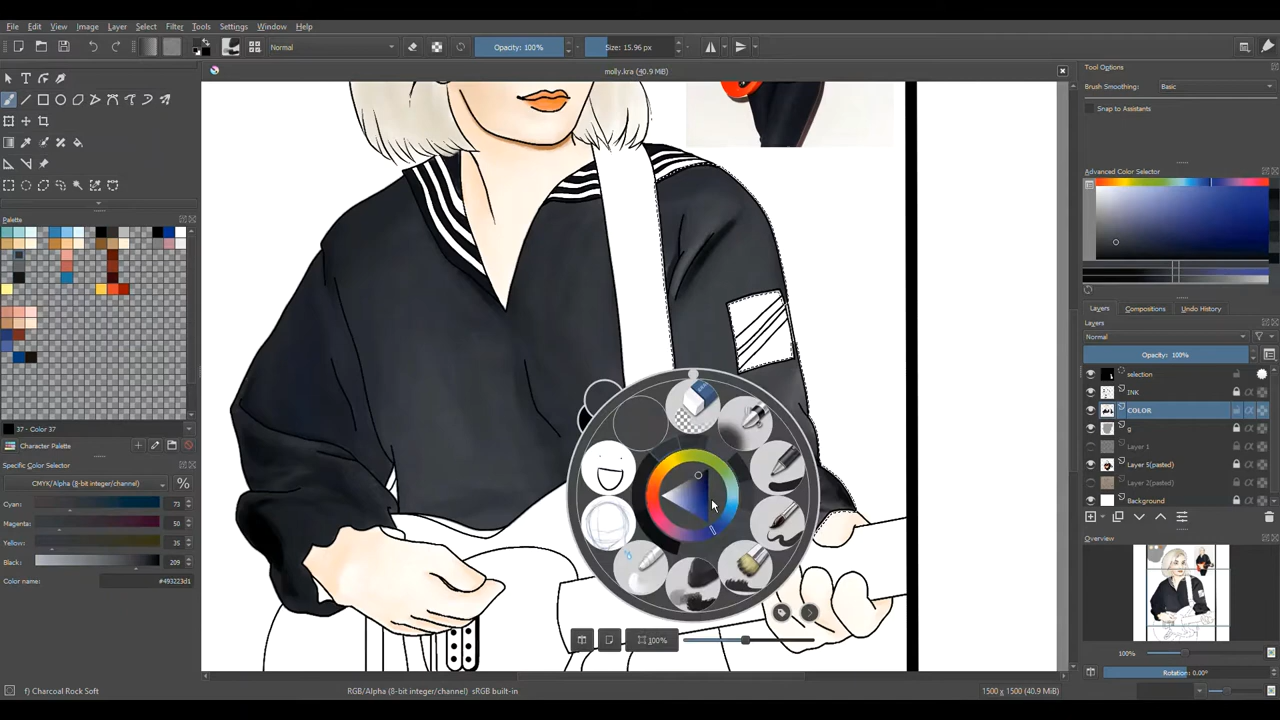 File Edit View Image Layer Select Filter Tools Settings Window Help
Normal Opacity: 100% Size: 15.96 px
molly.kra (40.9 MiB)
Tool Options
Brush Smoothing: Basic
Snap to Assistants
Advanced Color Selector
Palette
37 - Color 37
Character Palette
Specific Color Selector
CMYK/Alpha (8-bit integer/channel) %
Cyan: 73
Magenta: 50
Yellow: 35
Black: 209
Color name: #493223d1
Layers Compositions Undo History
Layers
Normal
Opacity: 100%
selection
INK
COLOR
g
Layer 1
Layer 5(pasted)
Layer 2(pasted)
Background
Overview
100%
Rotation: 0.00°
100%
f) Charcoal Rock Soft
RGB/Alpha (8-bit integer/channel) sRGB built-in
1500 x 1500 (40.9 MiB)